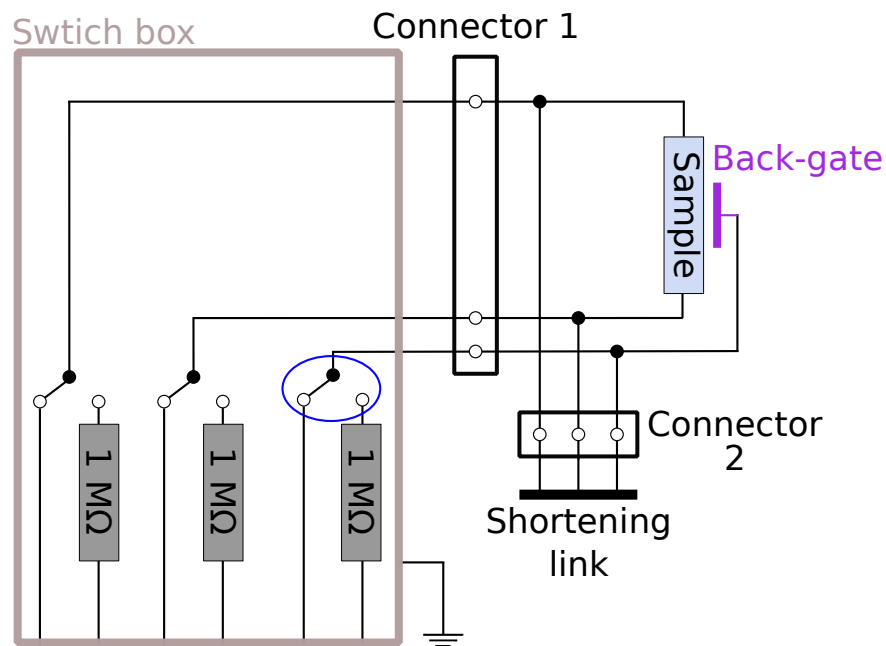 Swtich box
Connector 1
Back-gate
Sample
Connector
2
1 MΩ
1 MΩ
1 MΩ
Shortening
link